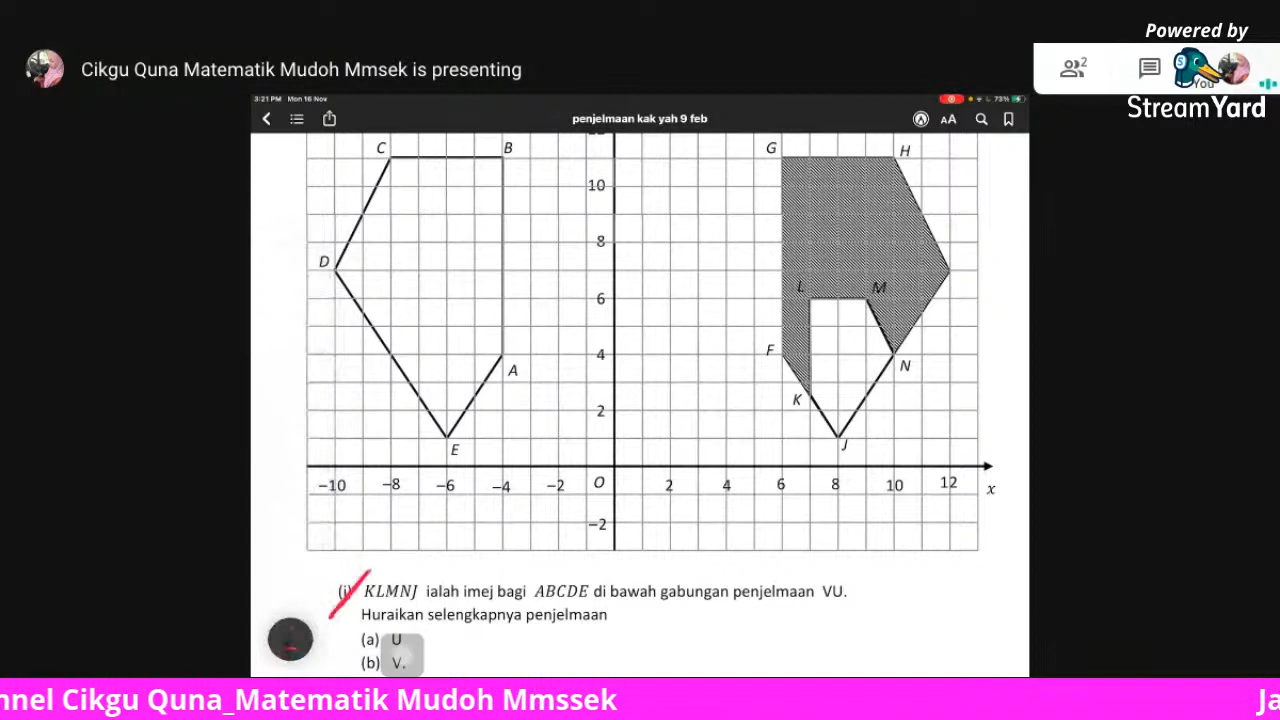 Powered by
Cikgu Quna Matematik Mudoh Mmsek is presenting
2
You
StreamYard
3:21 PM Mon 16 Nov
73%
penjelmaan kak yah 9 feb
AA
C
B
G
H
10
8
D
6
L
M
4
F
A
N
2
K
E
J
−10
−8
−6
−4
−2
O
2
4
6
8
10
12
x
−2
(i) KLMNJ ialah imej bagi ABCDE di bawah gabungan penjelmaan VU.
Huraikan selengkapnya penjelmaan
(a) U
(b) V.
nnel Cikgu Quna_Matematik Mudoh Mmssek
Ja